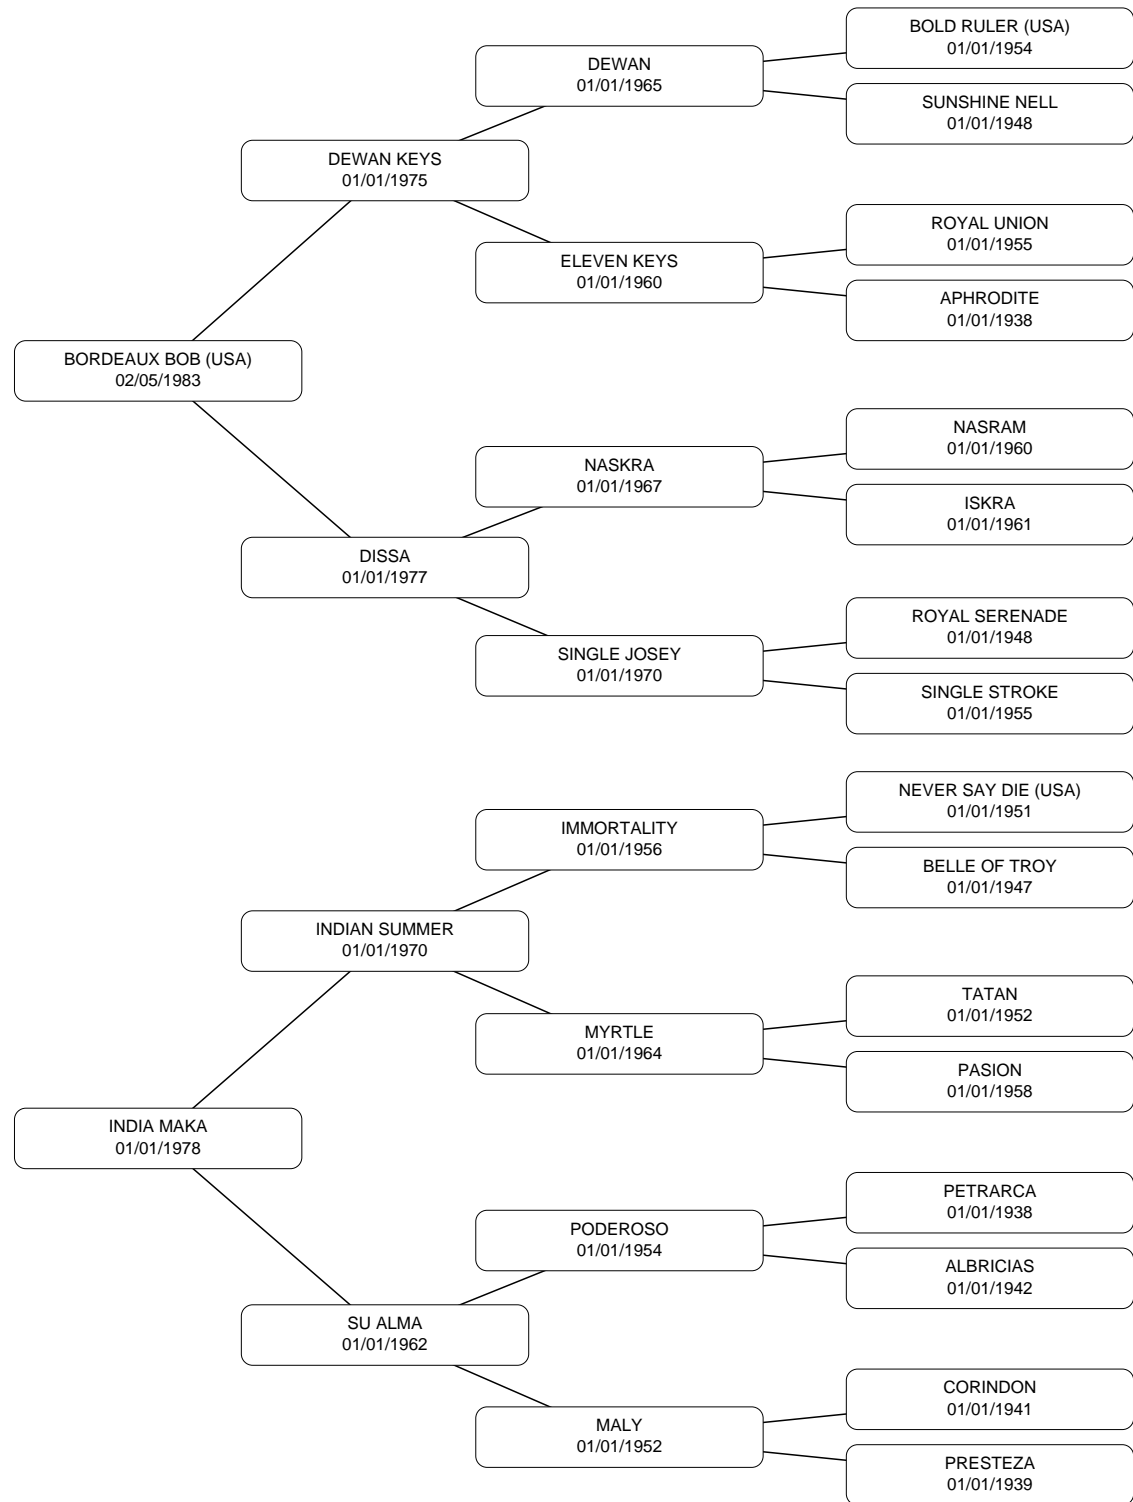 BOLD RULER (USA)
01/01/1954
DEWAN
01/01/1965
SUNSHINE NELL
01/01/1948
DEWAN KEYS
01/01/1975
ROYAL UNION
01/01/1955
ELEVEN KEYS
01/01/1960
APHRODITE
01/01/1938
BORDEAUX BOB (USA)
02/05/1983
NASRAM
01/01/1960
NASKRA
01/01/1967
ISKRA
01/01/1961
DISSA
01/01/1977
ROYAL SERENADE
01/01/1948
SINGLE JOSEY
01/01/1970
SINGLE STROKE
01/01/1955
NEVER SAY DIE (USA)
01/01/1951
IMMORTALITY
01/01/1956
BELLE OF TROY
01/01/1947
INDIAN SUMMER
01/01/1970
TATAN
01/01/1952
MYRTLE
01/01/1964
PASION
01/01/1958
INDIA MAKA
01/01/1978
PETRARCA
01/01/1938
PODEROSO
01/01/1954
ALBRICIAS
01/01/1942
SU ALMA
01/01/1962
CORINDON
01/01/1941
MALY
01/01/1952
PRESTEZA
01/01/1939